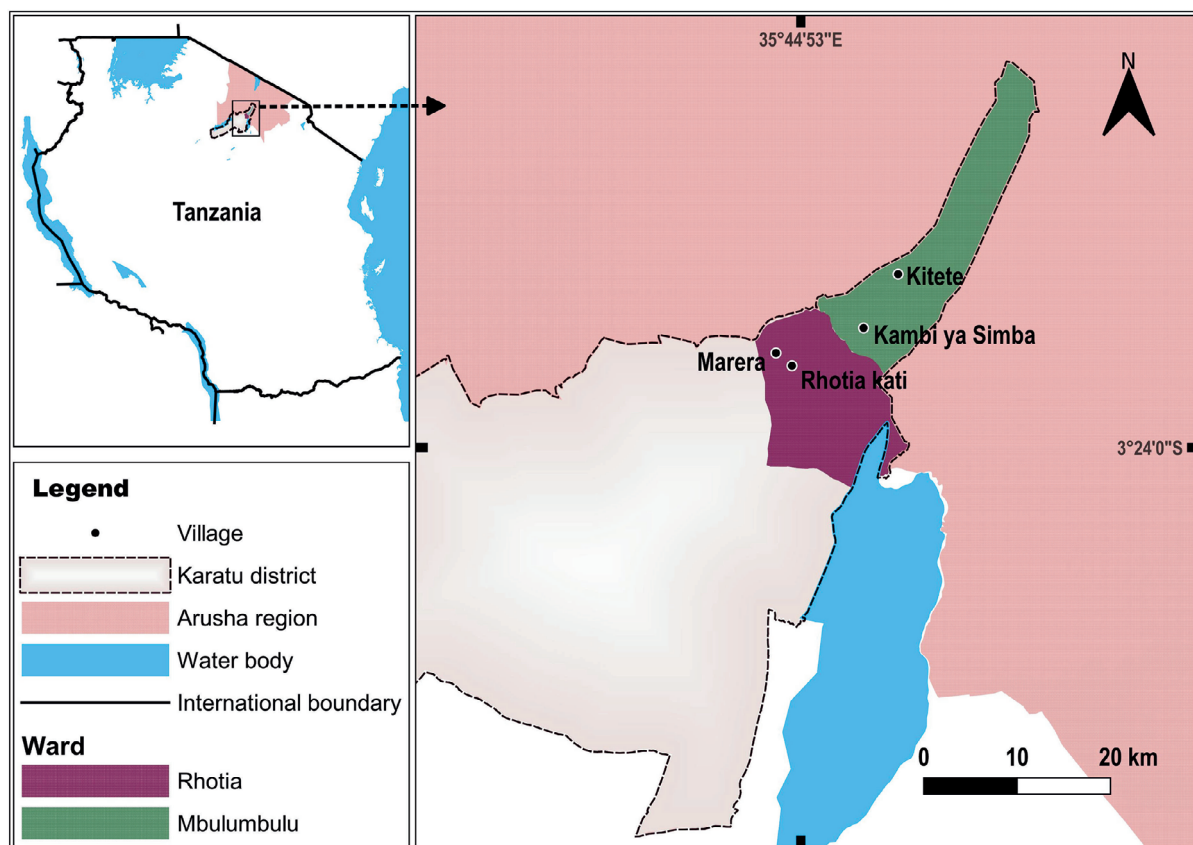 Tanzania
35°44'53"E
N
Kitete
Kambi ya Simba
Marera
Rhotia kati
3°24'0"S
0 10 20 km
Legend
Village
Karatu district
Arusha region
Water body
International boundary
Ward
Rhotia
Mbulumbulu